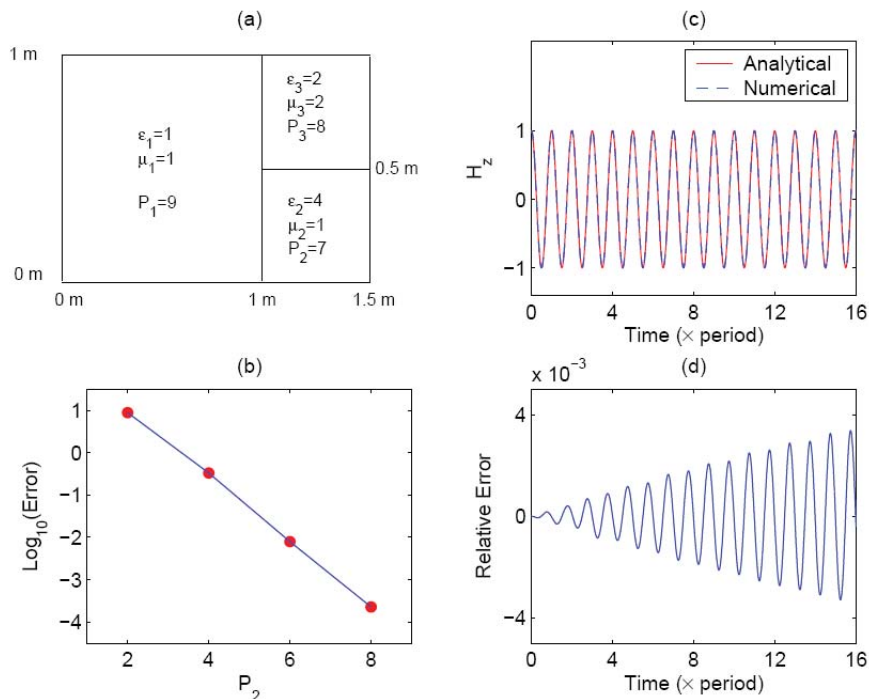 (a)
1 m
ε3=2
μ3=2
P3=8
ε1=1
μ1=1
P1=9
0.5 m
ε2=4
μ2=1
P2=7
0 m
0 m
1 m
1.5 m
(b)
Log10(Error)
1
0
−1
−2
−3
−4
2
4
6
8
P2
(c)
Analytical
Numerical
Hz
1
0
−1
0
4
8
12
16
Time (× period)
(d)
x 10−3
Relative Error
4
0
−4
0
4
8
12
16
Time (× period)